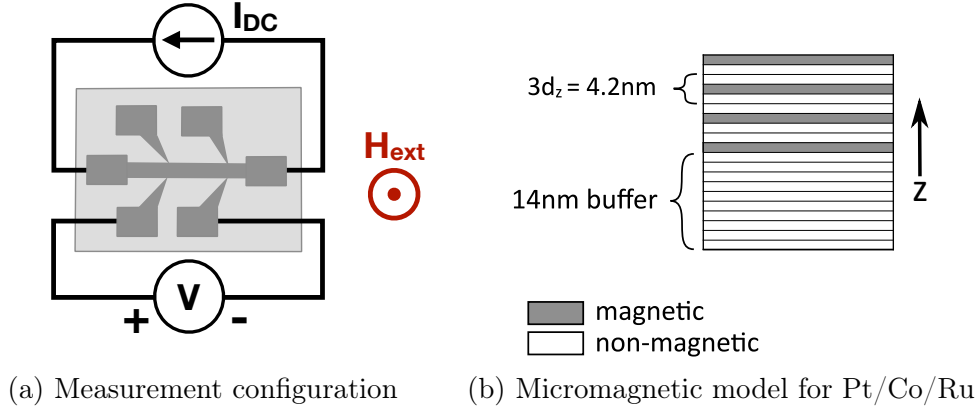 I_DC
H_ext
V
+ -
3d_z = 4.2nm
14nm buffer
Z
magnetic
non-magnetic
(a) Measurement configuration
(b) Micromagnetic model for Pt/Co/Ru